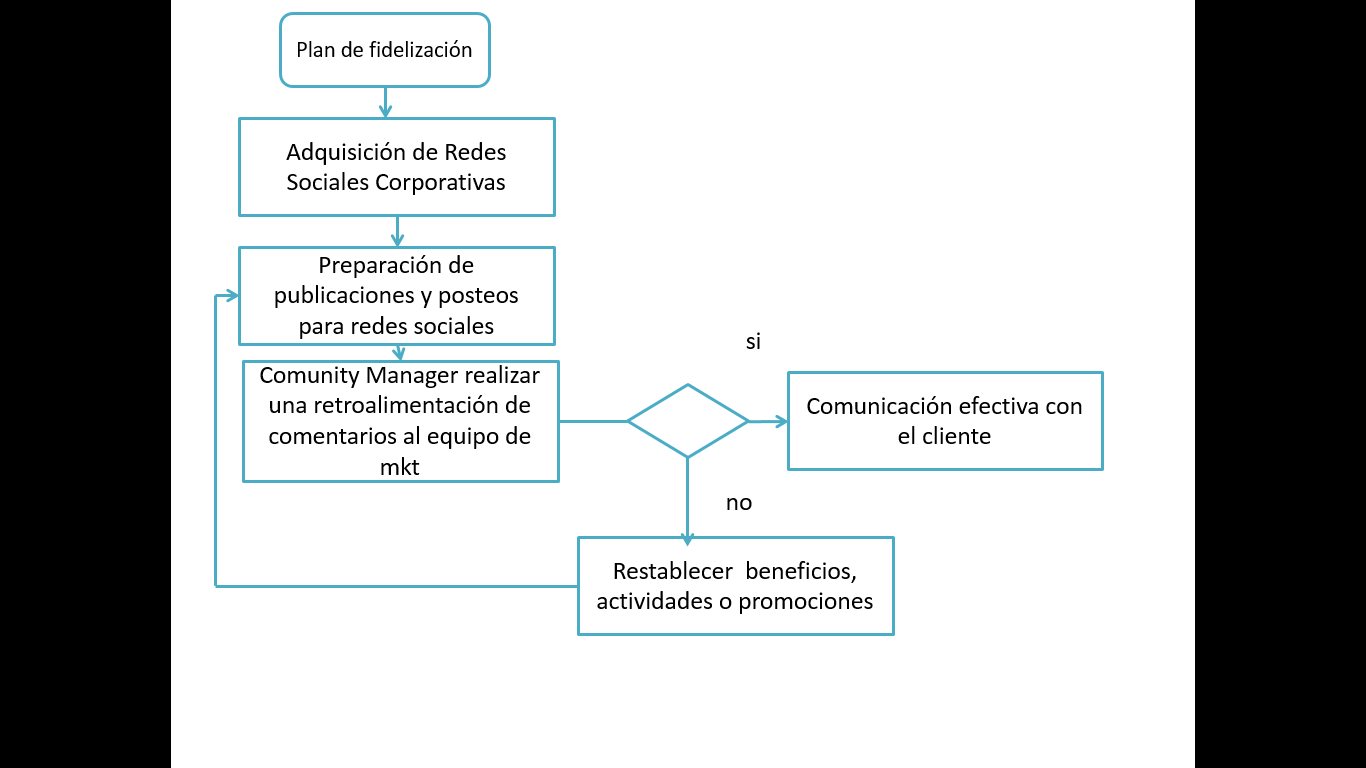 Plan de fidelización
Adquisición de Redes
Sociales Corporativas
Preparación de
publicaciones y posteos
para redes sociales
Comunity Manager realizar
una retroalimentación de
comentarios al equipo de
mkt
si
Comunicación efectiva con
el cliente
no
Restablecer  beneficios,
actividades o promociones